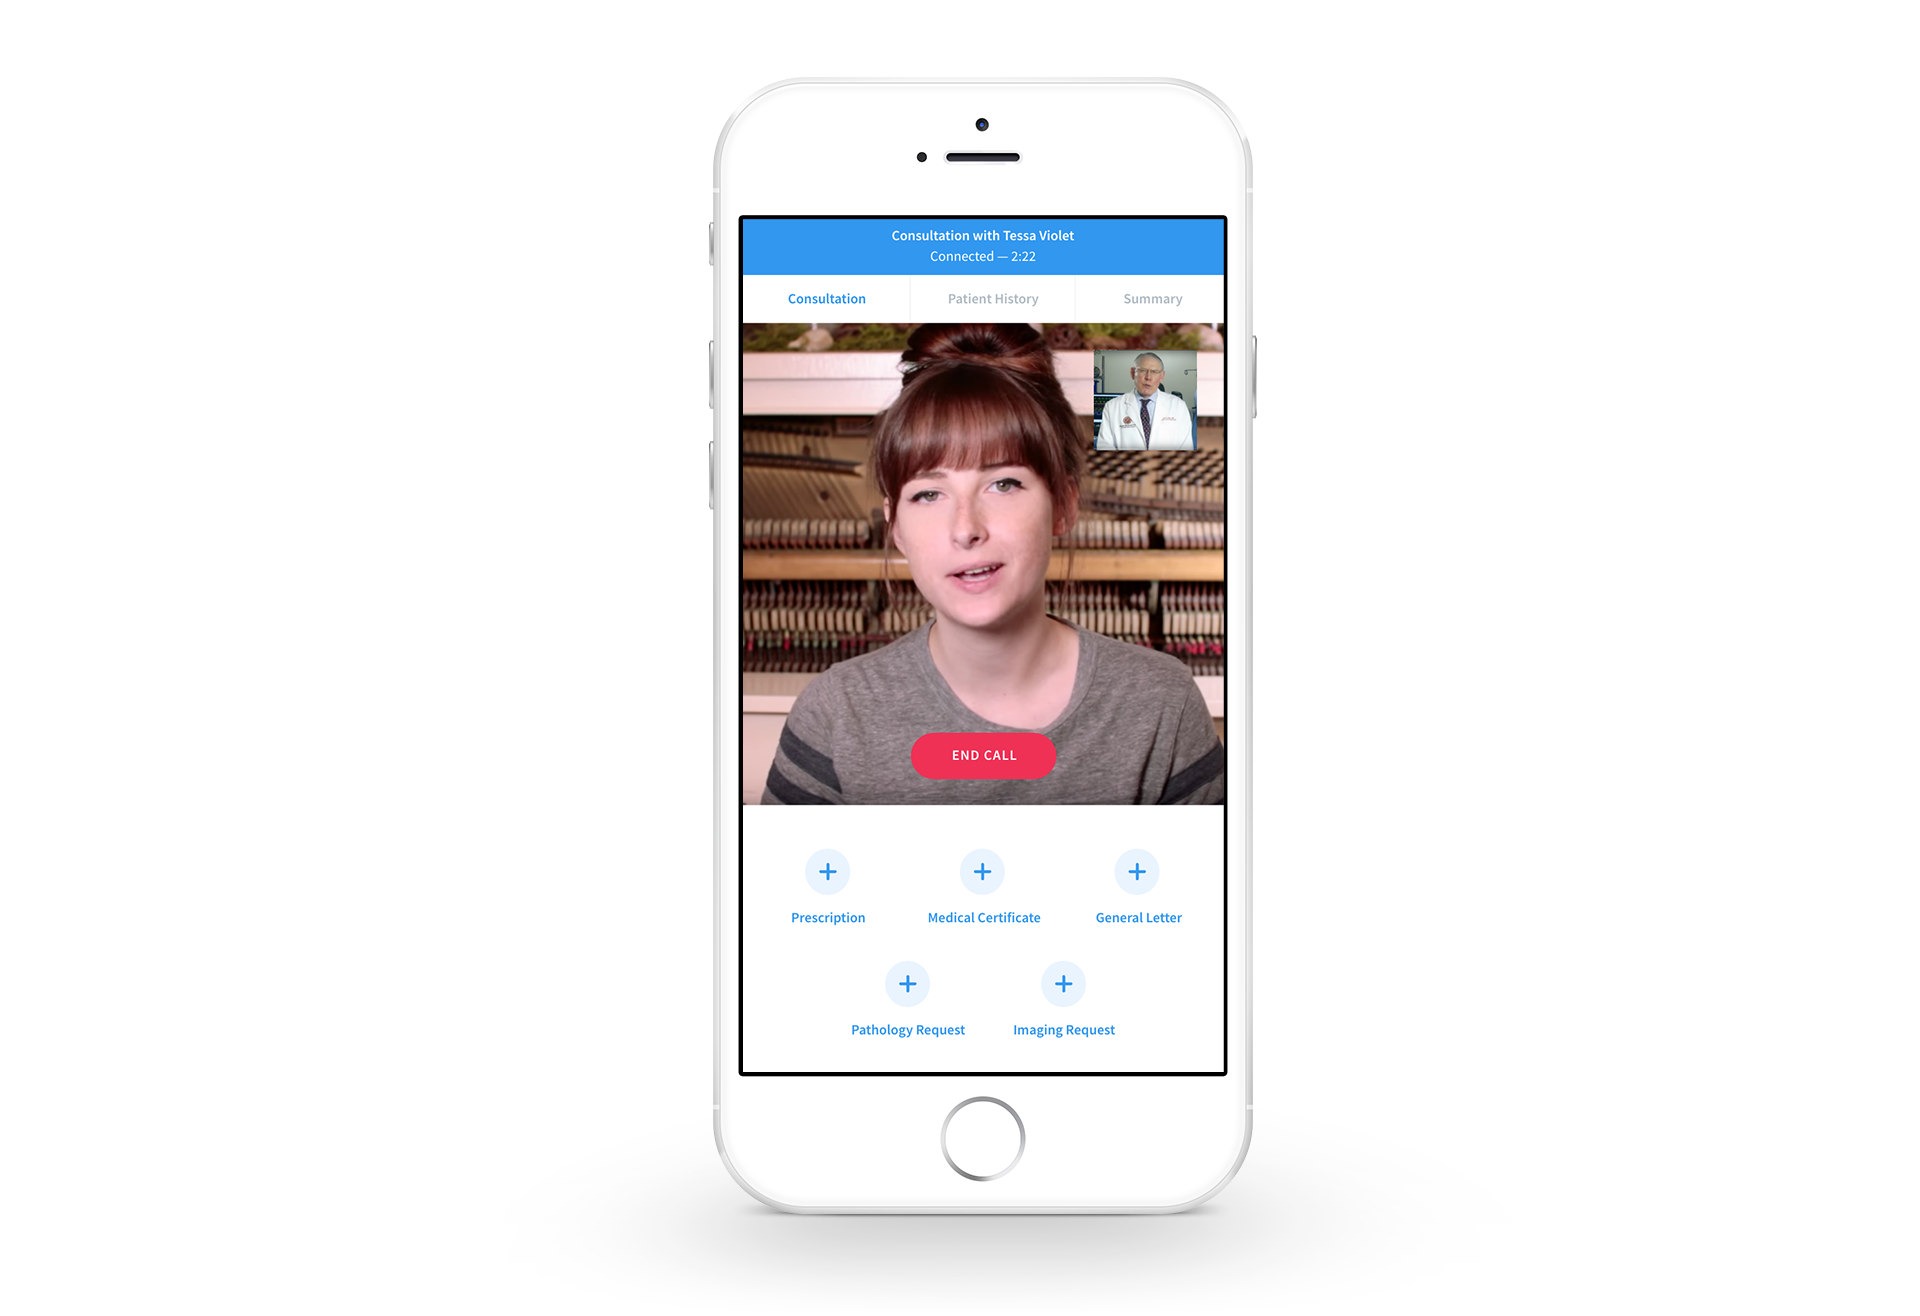 Consultation with Tessa Violet
Connected — 2:22
Consultation Patient History Summary
END CALL
Prescription Medical Certificate General Letter
Pathology Request Imaging Request